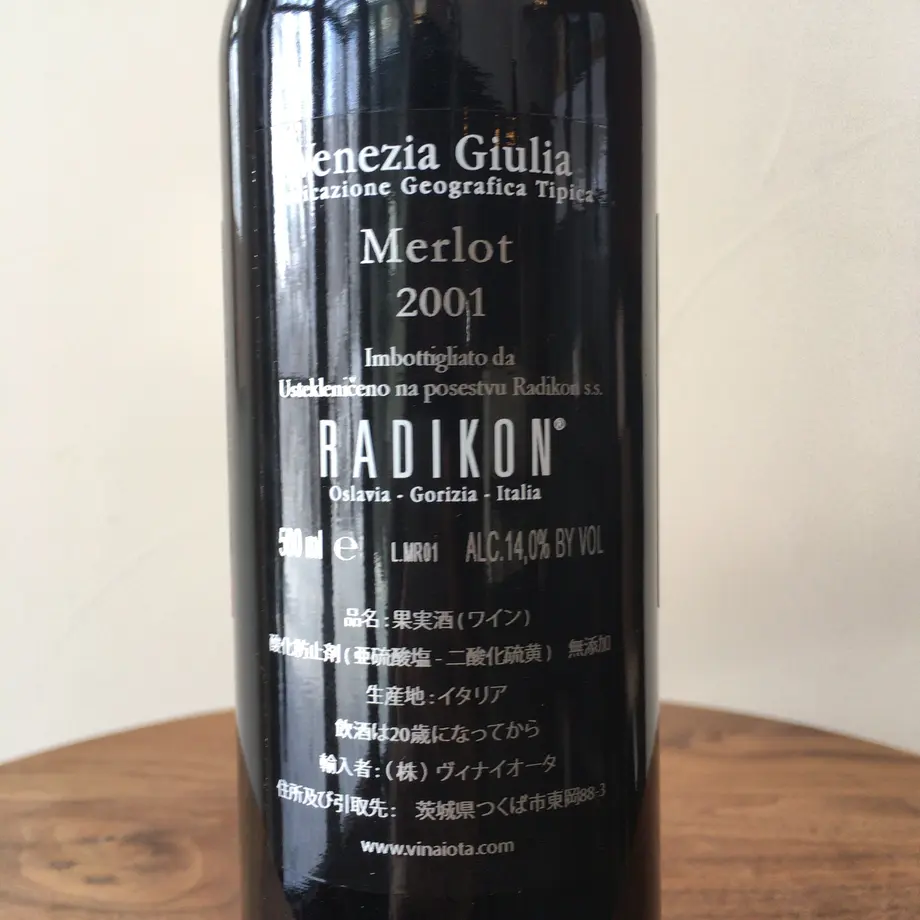 Venezia Giulia
Indicazione Geografica Tipica
Merlot
2001
Imbottigliato da
Ustekleničeno na posestvu Radikon s.s.
RADIKON®
Oslavia - Gorizia - Italia
500 ml ℮ L.MR01 ALC.14,0% BY VOL
品名:果実酒(ワイン)
酸化防止剤(亜硫酸塩-二酸化硫黄) 無添加
生産地:イタリア
飲酒は20歳になってから
輸入者:(株)ヴィナイオータ
住所及び引取先: 茨城県つくば市東岡88-3
www.vinaiota.com